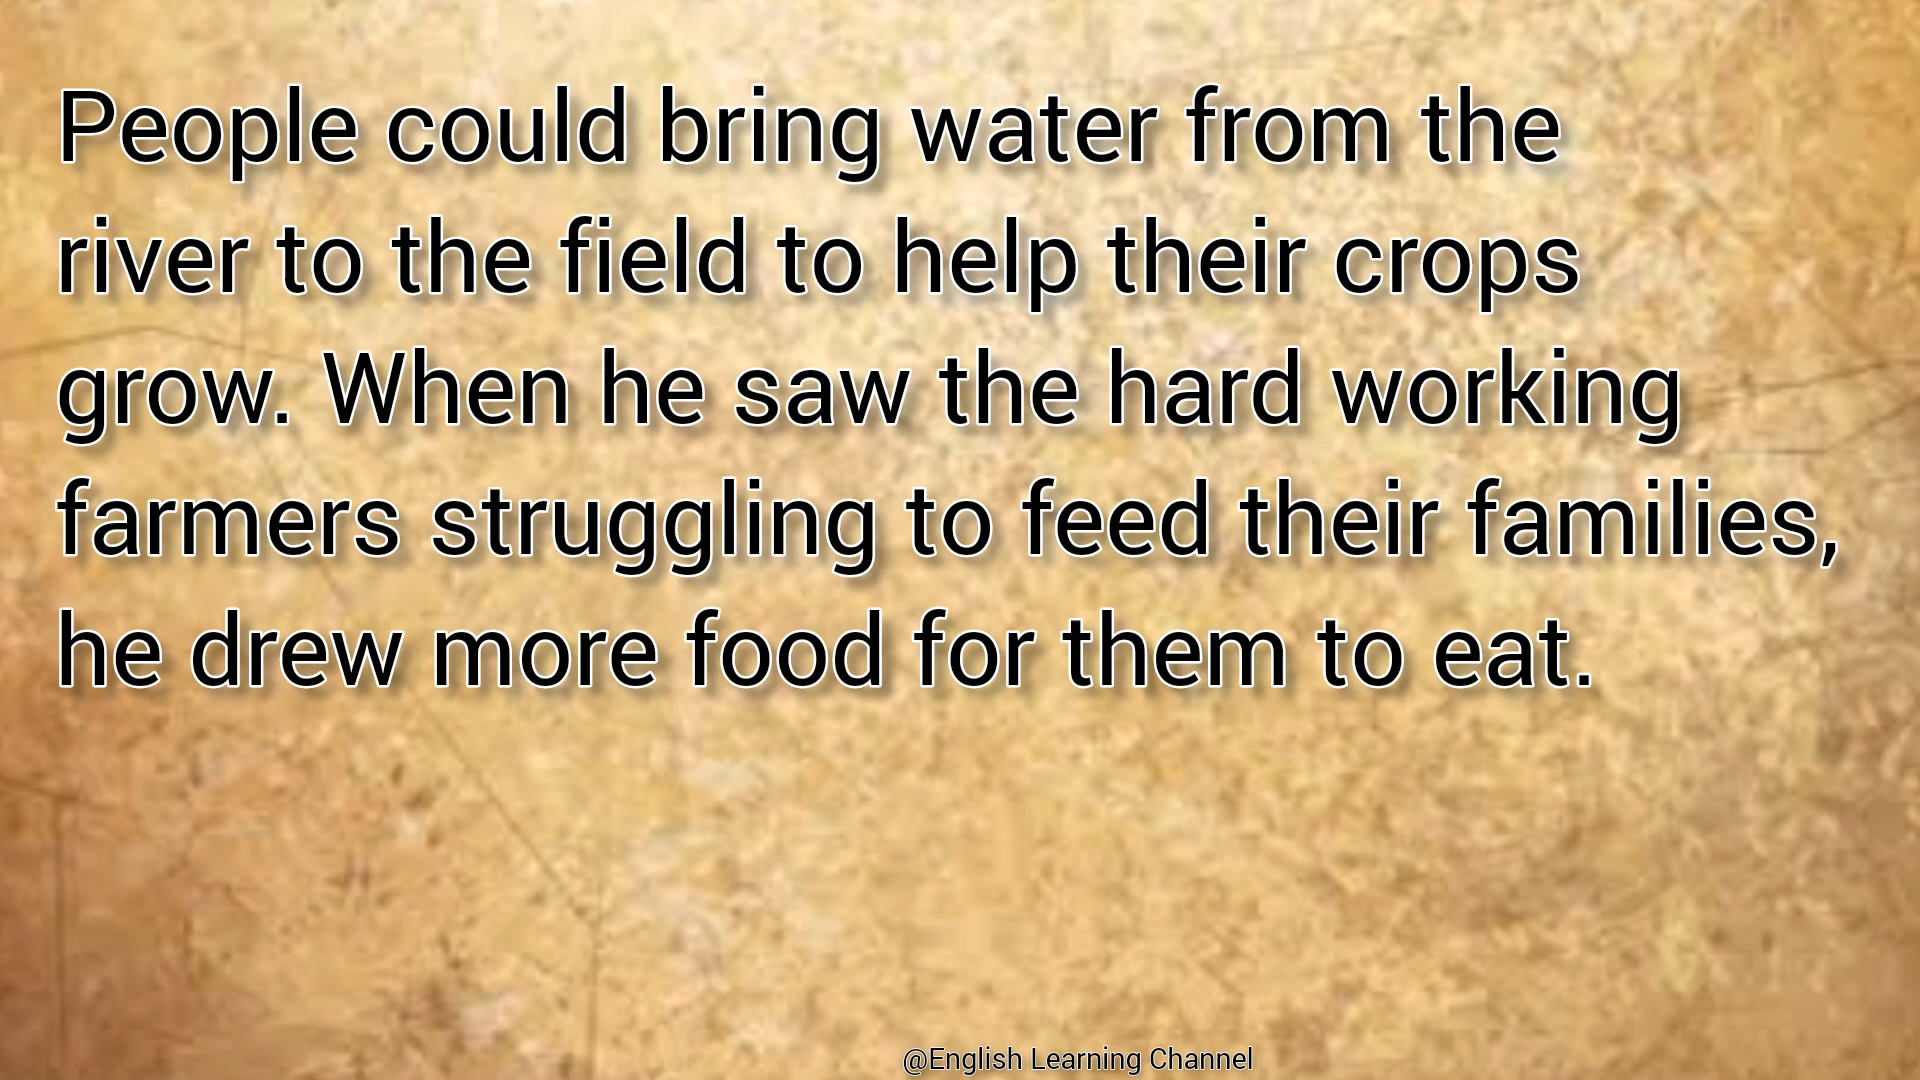 People could bring water from the
river to the field to help their crops
grow. When he saw the hard working
farmers struggling to feed their families,
he drew more food for them to eat.
@English Learning Channel